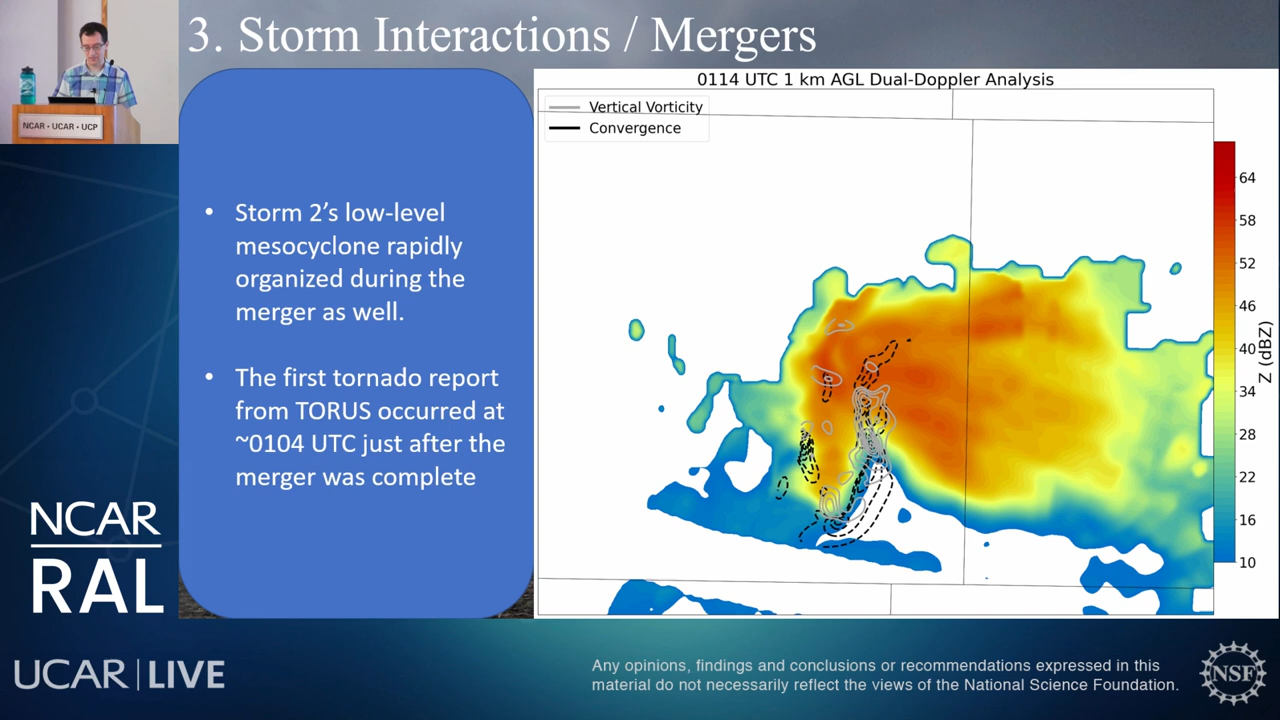 3. Storm Interactions / Mergers
NCAR • UCAR • UCP
• Storm 2’s low-level
mesocyclone rapidly
organized during the
merger as well.
• The first tornado report
from TORUS occurred at
~0104 UTC just after the
merger was complete
0114 UTC 1 km AGL Dual-Doppler Analysis
Vertical Vorticity
Convergence
64
58
52
46
40
34
28
22
16
10
Z (dBZ)
NCAR
RAL
UCAR | LIVE
Any opinions, findings and conclusions or recommendations expressed in this
material do not necessarily reflect the views of the National Science Foundation.
NSF